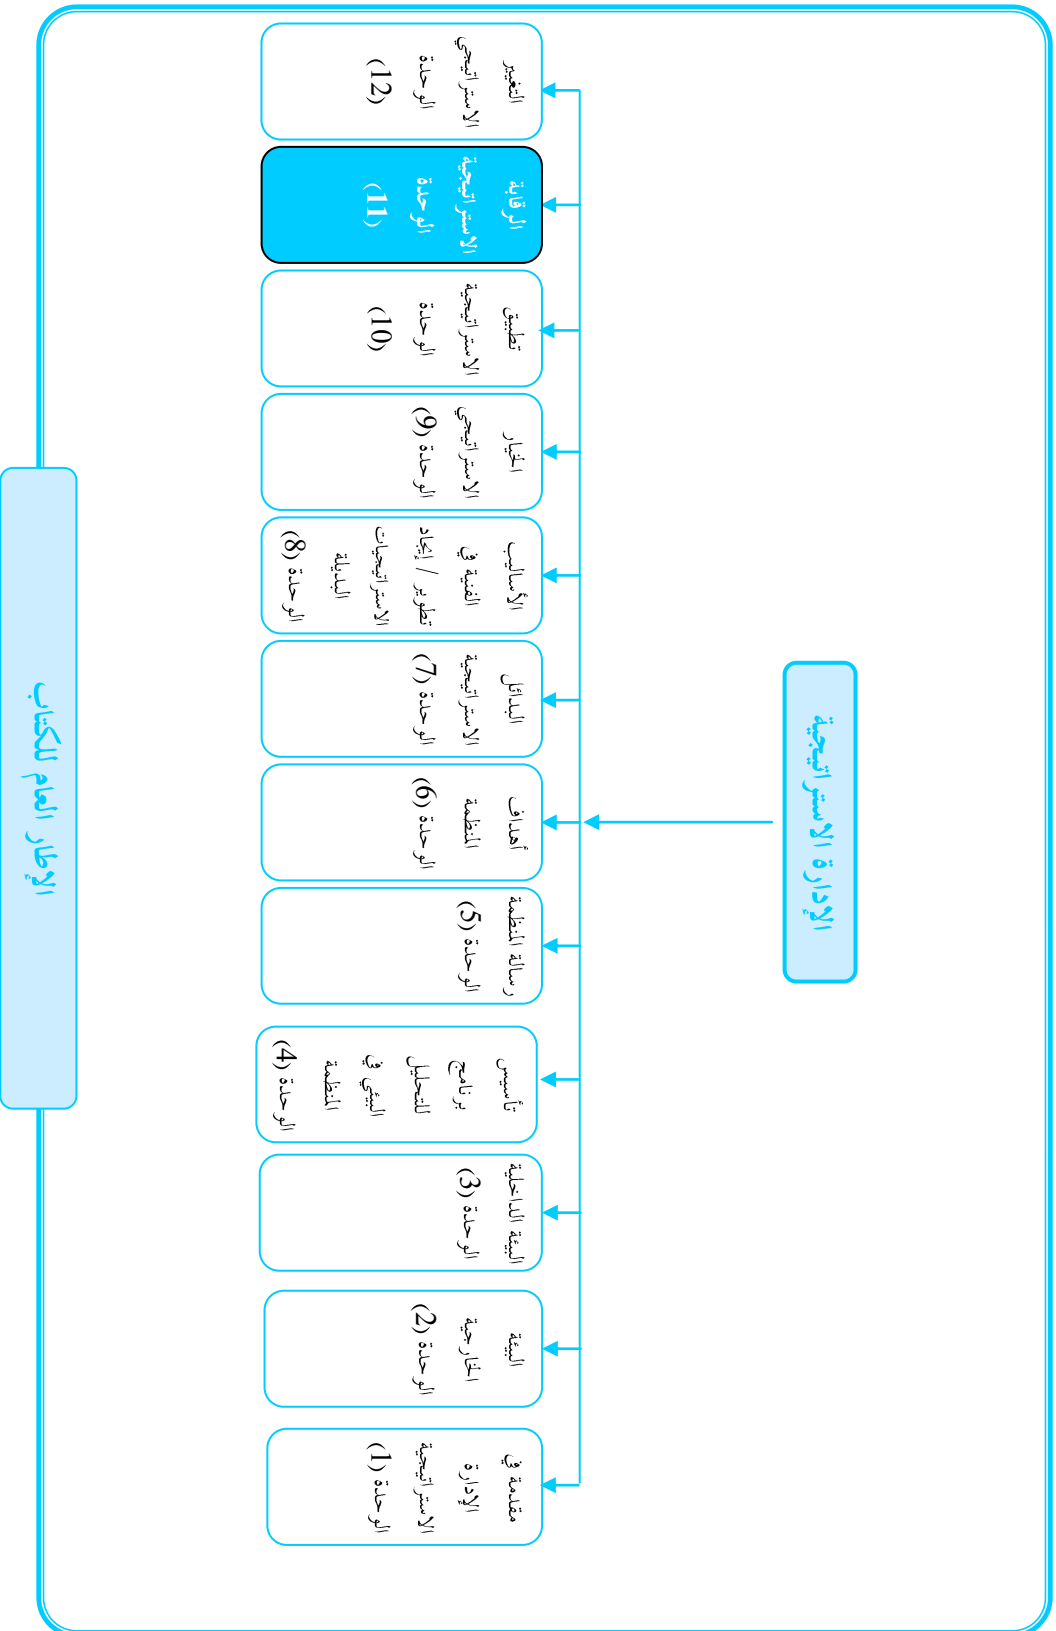 الإدارة الاستراتيجية
مقدمة في
الإدارة
الاستراتيجية
الوحدة (1)
البيئة
الخارجية
الوحدة (2)
البيئة الداخلية
الوحدة (3)
تأسيس
برنامج
للتحليل
البيئي في
المنظمة
الوحدة (4)
رسالة المنظمة
الوحدة (5)
أهداف
المنظمة
الوحدة (6)
البدائل
الاستراتيجية
الوحدة (7)
الأساليب
الفنية في
تطوير / إيجاد
الاستراتيجيات
البديلة
الوحدة (8)
الخيار
الاستراتيجي
الوحدة (9)
تطبيق
الاستراتيجية
الوحدة
(10)
الرقابة
الاستراتيجية
الوحدة
(11)
التغيير
الاستراتيجي
الوحدة
(12)
الإطار العام للكتاب